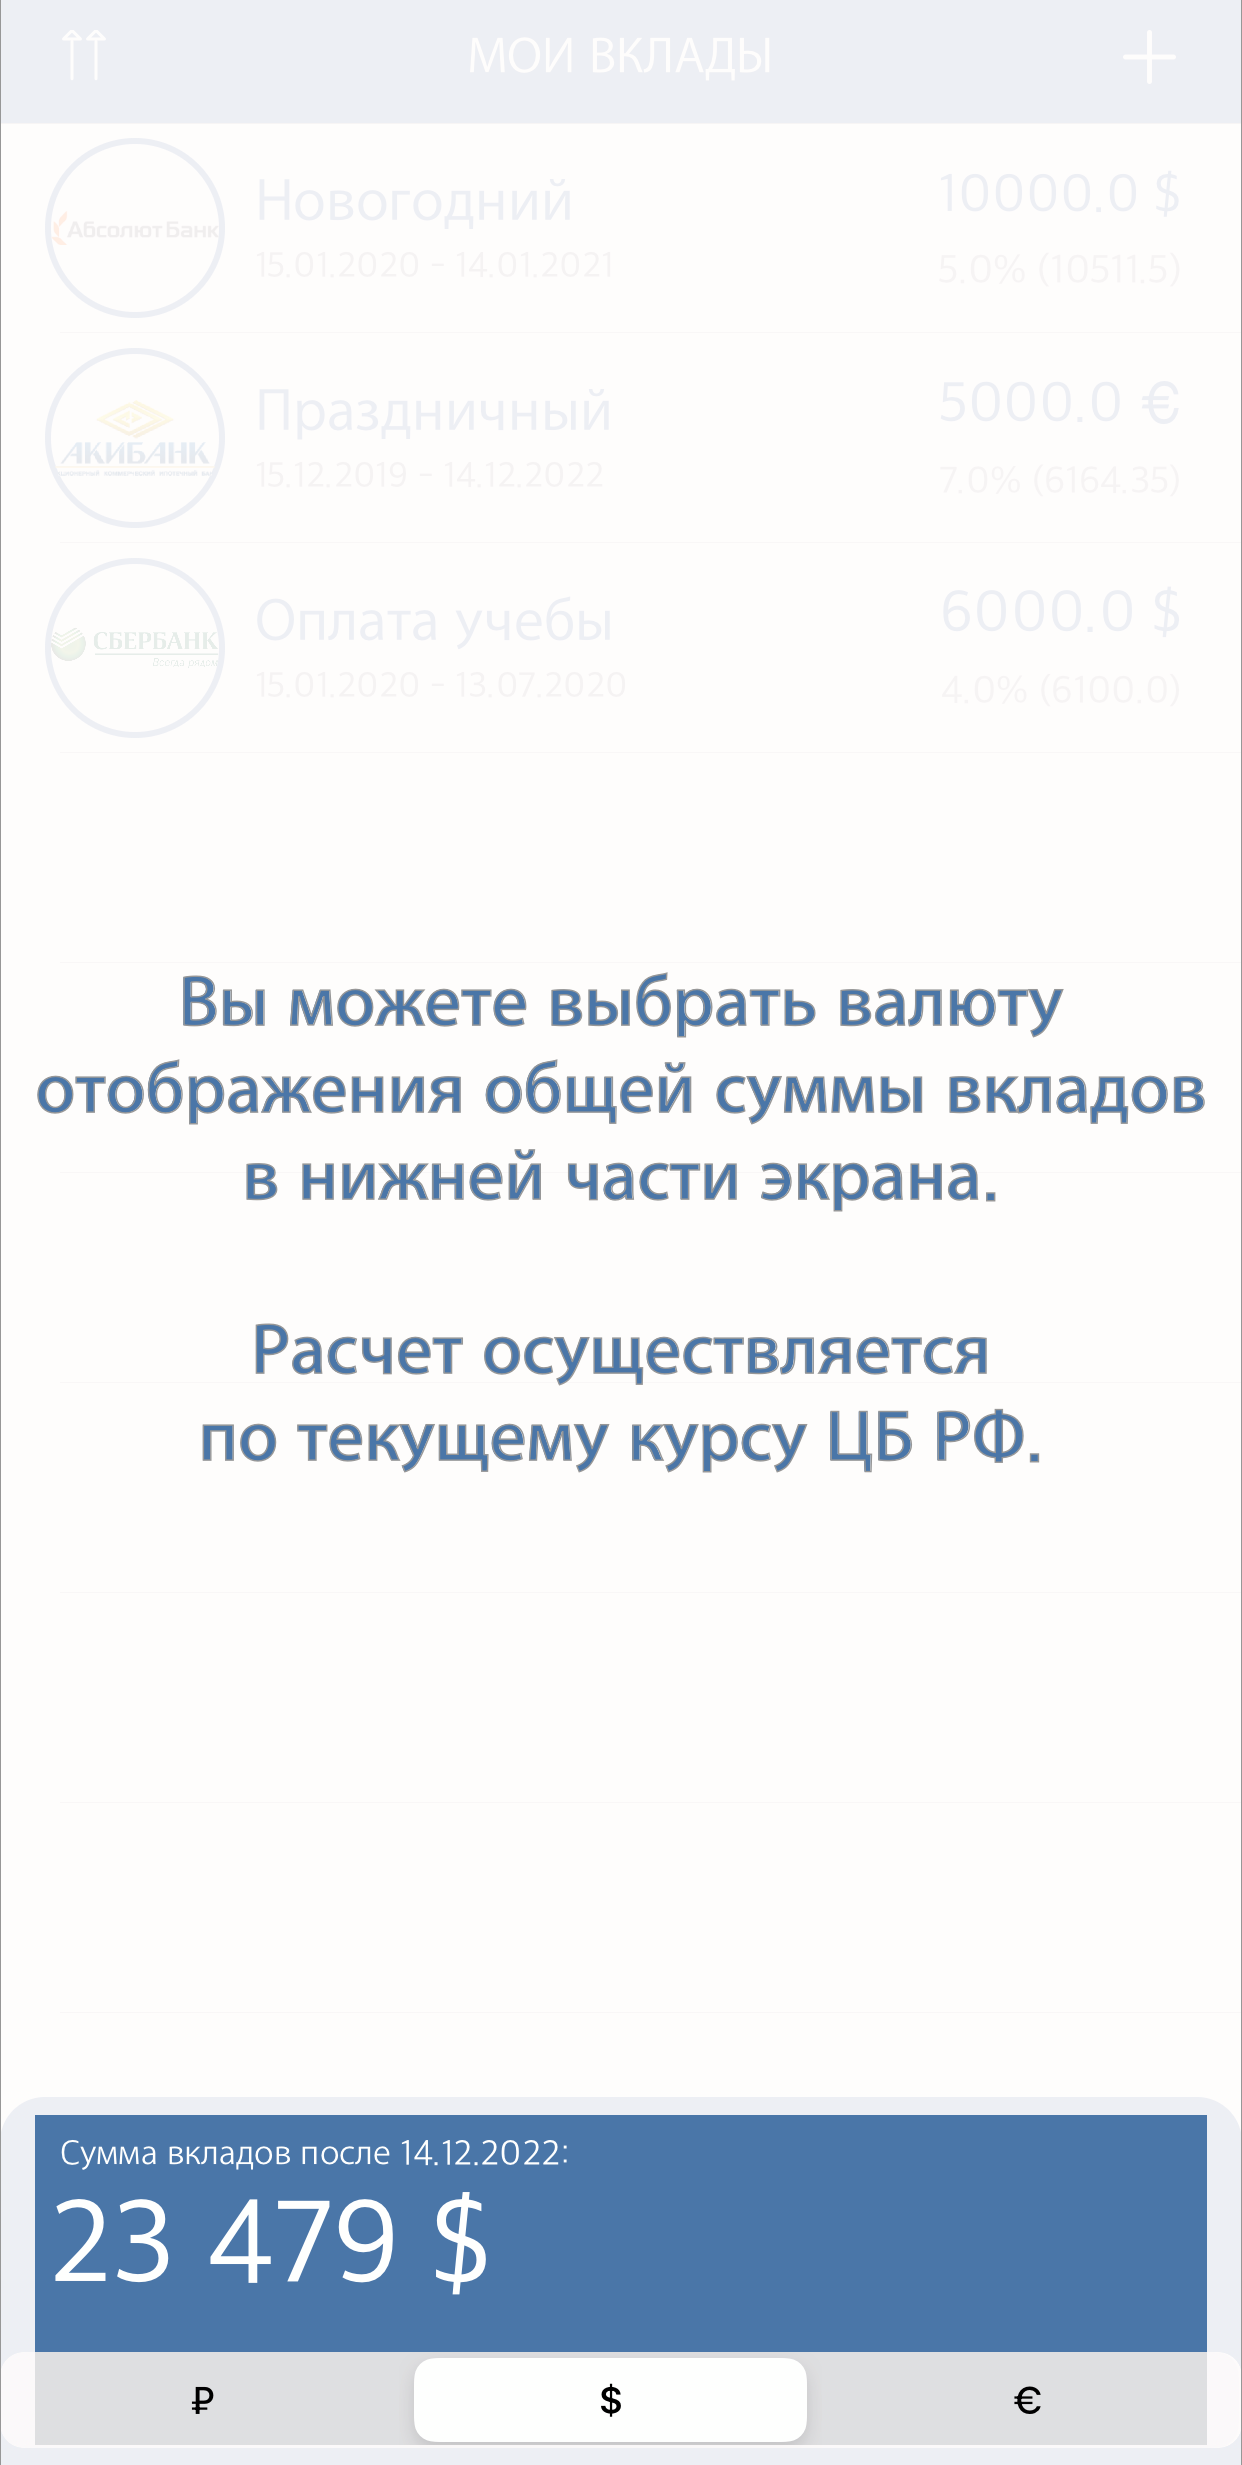 МОИ ВКЛАДЫ
Абсолют Банк
Новогодний
10000.0 $
15.01.2020 - 14.01.2021
5.0% (10511.5)
АКИБАНК
Праздничный
5000.0 €
15.12.2019 - 14.12.2022
7.0% (6164.35)
СБЕРБАНК
Всегда рядом
Оплата учебы
6000.0 $
15.01.2020 - 13.07.2020
4.0% (6100.0)
Вы можете выбрать валюту
отображения общей суммы вкладов
в нижней части экрана.
Расчет осуществляется
по текущему курсу ЦБ РФ.
Сумма вкладов после 14.12.2022:
23 479 $
₽ $ €